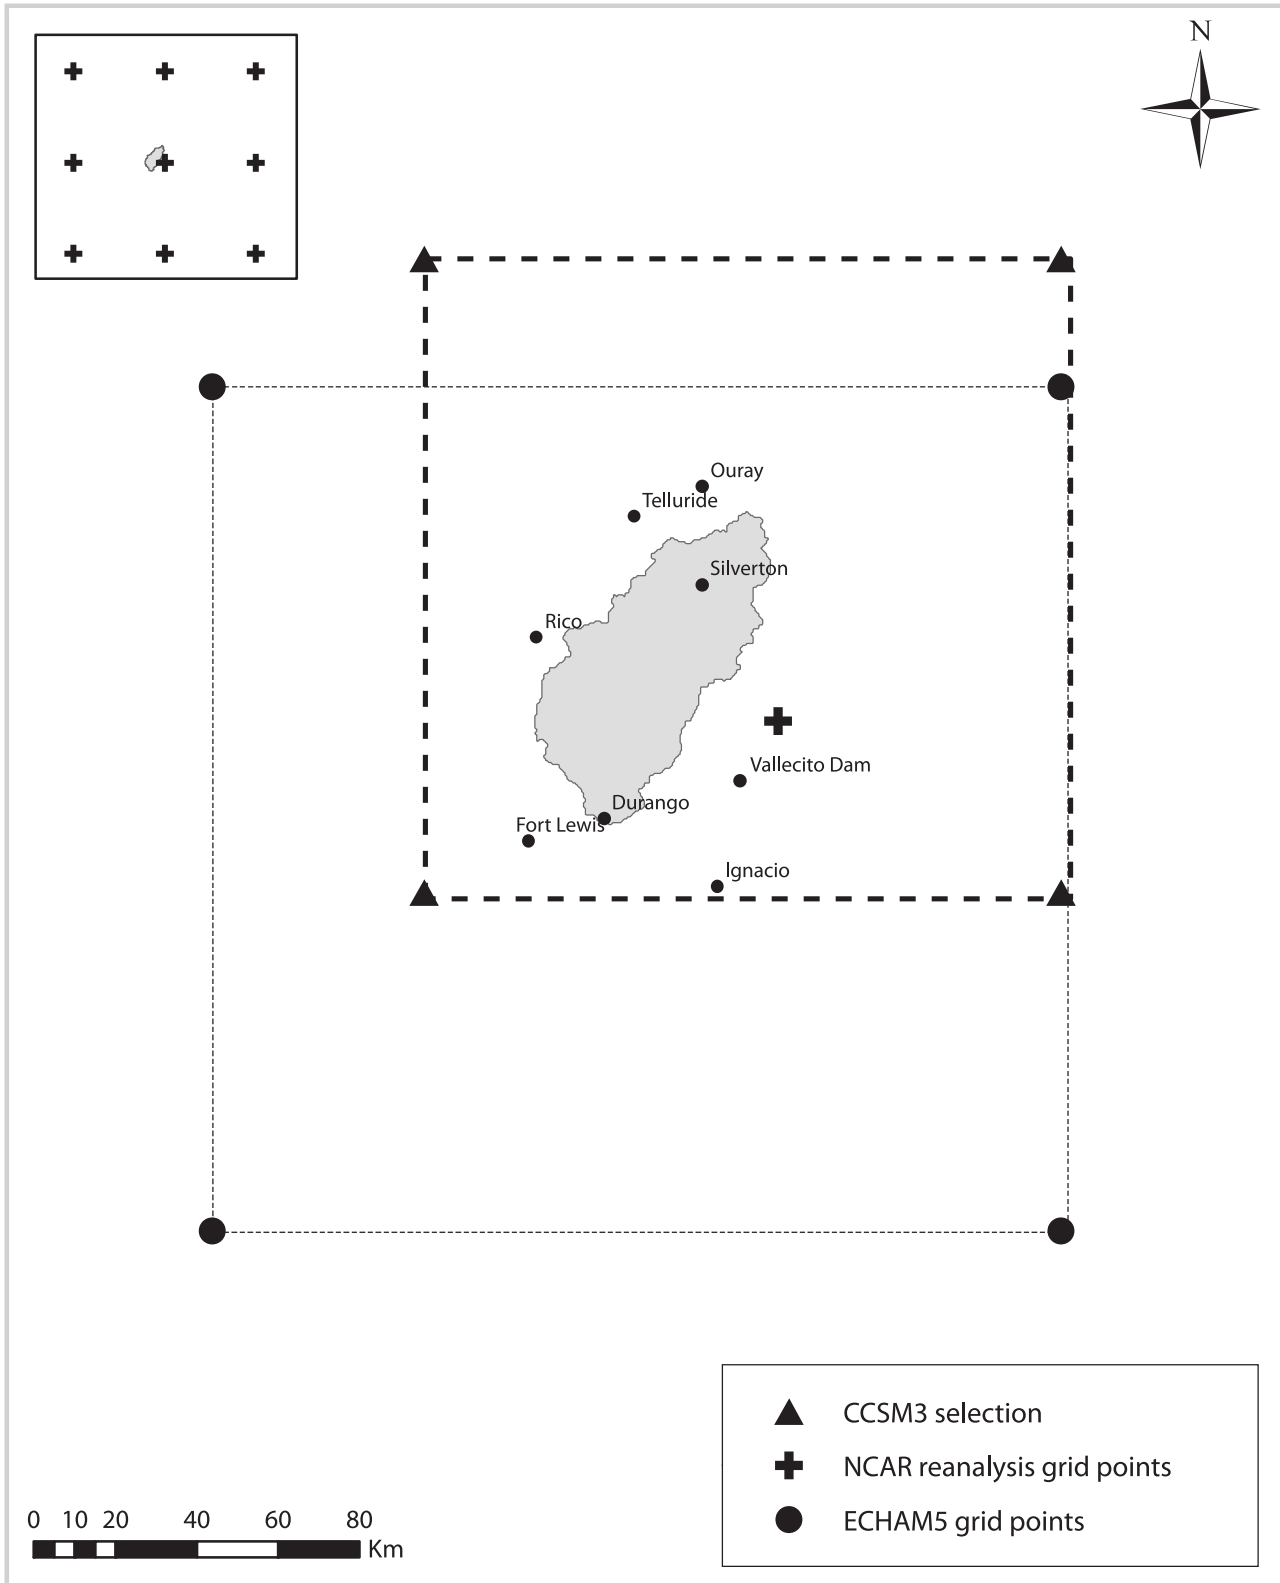 N
Ouray
Telluride
Silverton
Rico
Vallecito Dam
Durango
Fort Lewis
Ignacio
CCSM3 selection
NCAR reanalysis grid points
ECHAM5 grid points
0 10 20 40 60 80
Km